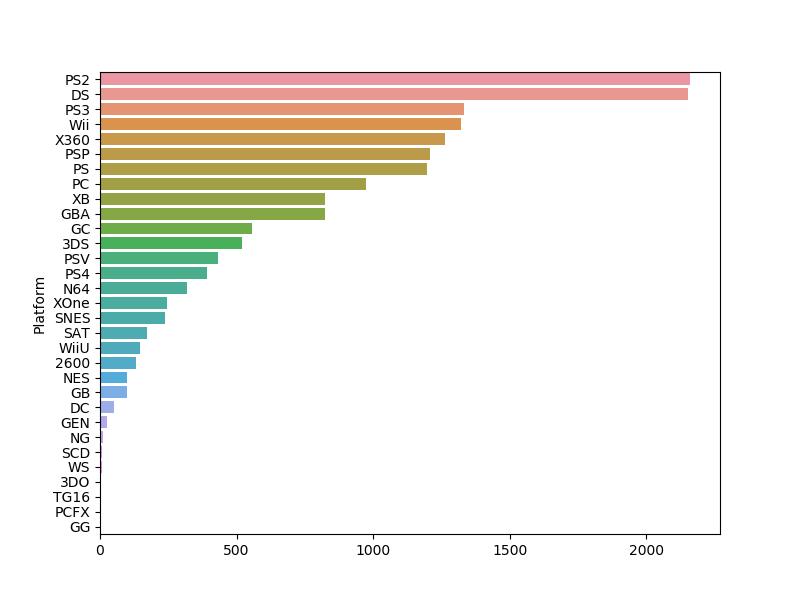 PS2
DS
PS3
Wii
X360
PSP
PS
PC
XB
GBA
GC
3DS
PSV
PS4
N64
XOne
SNES
SAT
WiiU
2600
NES
GB
DC
GEN
NG
SCD
WS
3DO
TG16
PCFX
GG
Platform
0 500 1000 1500 2000